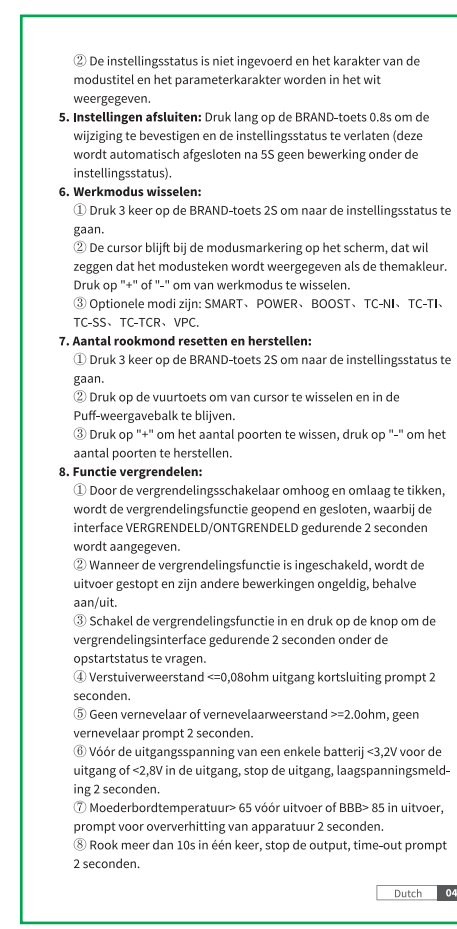 ② De instellingsstatus is niet ingevoerd en het karakter van de
modustitel en het parameterkarakter worden in het wit
weergegeven.
5. Instellingen afsluiten: Druk lang op de BRAND-toets 0.8s om de
wijziging te bevestigen en de instellingsstatus te verlaten (deze
wordt automatisch afgesloten na 5S geen bewerking onder de
instellingsstatus).
6. Werkmodus wisselen:
① Druk 3 keer op de BRAND-toets 2S om naar de instellingsstatus te
gaan.
② De cursor blijft bij de modusmarkering op het scherm, dat wil
zeggen dat het modusteken wordt weergegeven als de themakleur.
Druk op "+" of "-" om van werkmodus te wisselen.
③ Optionele modi zijn: SMART、POWER、BOOST、TC-NI、TC-TI、
TC-SS、TC-TCR、VPC.
7. Aantal rookmond resetten en herstellen:
① Druk 3 keer op de BRAND-toets 2S om naar de instellingsstatus te
gaan.
② Druk op de vuurtoets om van cursor te wisselen en in de
Puff-weergavebalk te blijven.
③ Druk op "+" om het aantal poorten te wissen, druk op "-" om het
aantal poorten te herstellen.
8. Functie vergrendelen:
① Door de vergrendelingsschakelaar omhoog en omlaag te tikken,
wordt de vergrendelingsfunctie geopend en gesloten, waarbij de
interface VERGRENDELD/ONTGRENDELD gedurende 2 seconden
wordt aangegeven.
② Wanneer de vergrendelingsfunctie is ingeschakeld, wordt de
uitvoer gestopt en zijn andere bewerkingen ongeldig, behalve
aan/uit.
③ Schakel de vergrendelingsfunctie in en druk op de knop om de
vergrendelingsinterface gedurende 2 seconden onder de
opstartstatus te vragen.
④ Verstuiverweerstand <=0,08ohm uitgang kortsluiting prompt 2
seconden.
⑤ Geen vernevelaar of vernevelaarweerstand >=2.0ohm, geen
vernevelaar prompt 2 seconden.
⑥ Vóór de uitgangsspanning van een enkele batterij <3,2V voor de
uitgang of <2,8V in de uitgang, stop de uitgang, laagspanningsmeld-
ing 2 seconden.
⑦ Moederbordtemperatuur> 65 vóór uitvoer of BBB> 85 in uitvoer,
prompt voor oververhitting van apparatuur 2 seconden.
⑧ Rook meer dan 10s in één keer, stop de output, time-out prompt
2 seconden.
Dutch 04